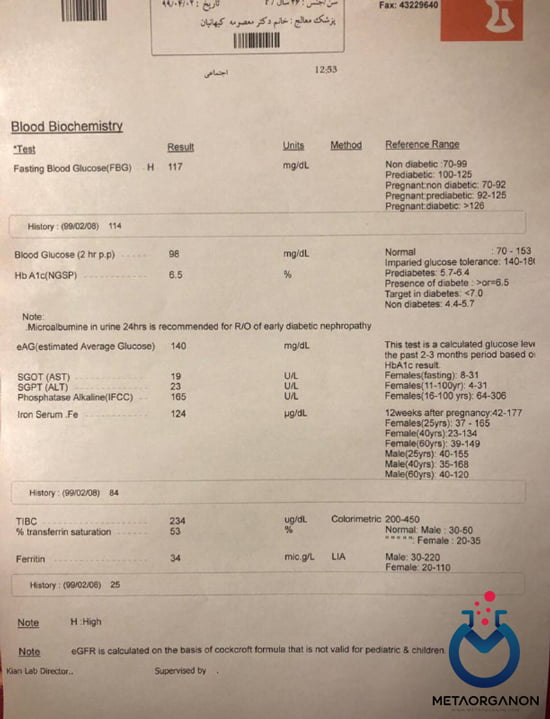 تاریخ : ۹۹/۰۴/۰۲
Fax: 43229640
پزشک معالج : خانم دکتر معصومه کیهانیان
اجتماعی
12:53
Blood Biochemistry
*Test Result Units Method Reference Range
Fasting Blood Glucose(FBG) . H 117 mg/dL Non diabetic :70-99
Prediabetic: 100-125
Pregnant:non diabetic: 70-92
Pregnant:prediabetic: 92-125
Pregnant:diabetic: >126
History : (99/02/08) 114
Blood Glucose (2 hr p.p) 98 mg/dL Normal : 70 - 153
Imparied glucose tolerance: 140-18
Hb A1c(NGSP) 6.5 % Prediabetes: 5.7-6.4
Presence of diabete : >or=6.5
Target in diabetes: <7.0
Non diabetes: 4.4-5.7
Note:
.Microalbumine in urine 24hrs is recommended for R/O of early diabetic nephropathy
eAG(estimated Average Glucose) 140 mg/dL This test is a calculated glucose leve
the past 2-3 months period based o
HbA1c result.
SGOT (AST) 19 U/L Females(fasting): 8-31
SGPT (ALT) 23 U/L Females(11-100yr): 4-31
Phosphatase Alkaline(IFCC) 165 U/L Females(16-100 yrs): 64-306
Iron Serum .Fe 124 µg/dL 12weeks after pregnancy:42-177
Females(25yrs): 37 - 165
Female(40yrs):23-134
Female(60yrs): 39-149
Male(25yrs): 40-155
Male(40yrs): 35-168
Male(60yrs): 40-120
History : (99/02/08) 84
TIBC 234 ug/dL Colorimetric 200-450
% transferrin saturation 53 % Normal: Male : 30-50
" " " " ": Female : 20-35
Ferritin 34 mic.g/L LIA Male: 30-220
Female: 20-110
History : (99/02/06) 25
Note H :High
Note eGFR is calculated on the basis of cockcroft formula that is not valid for pediatric & children.
Kian Lab Director.. Supervised by .
METAORGANON